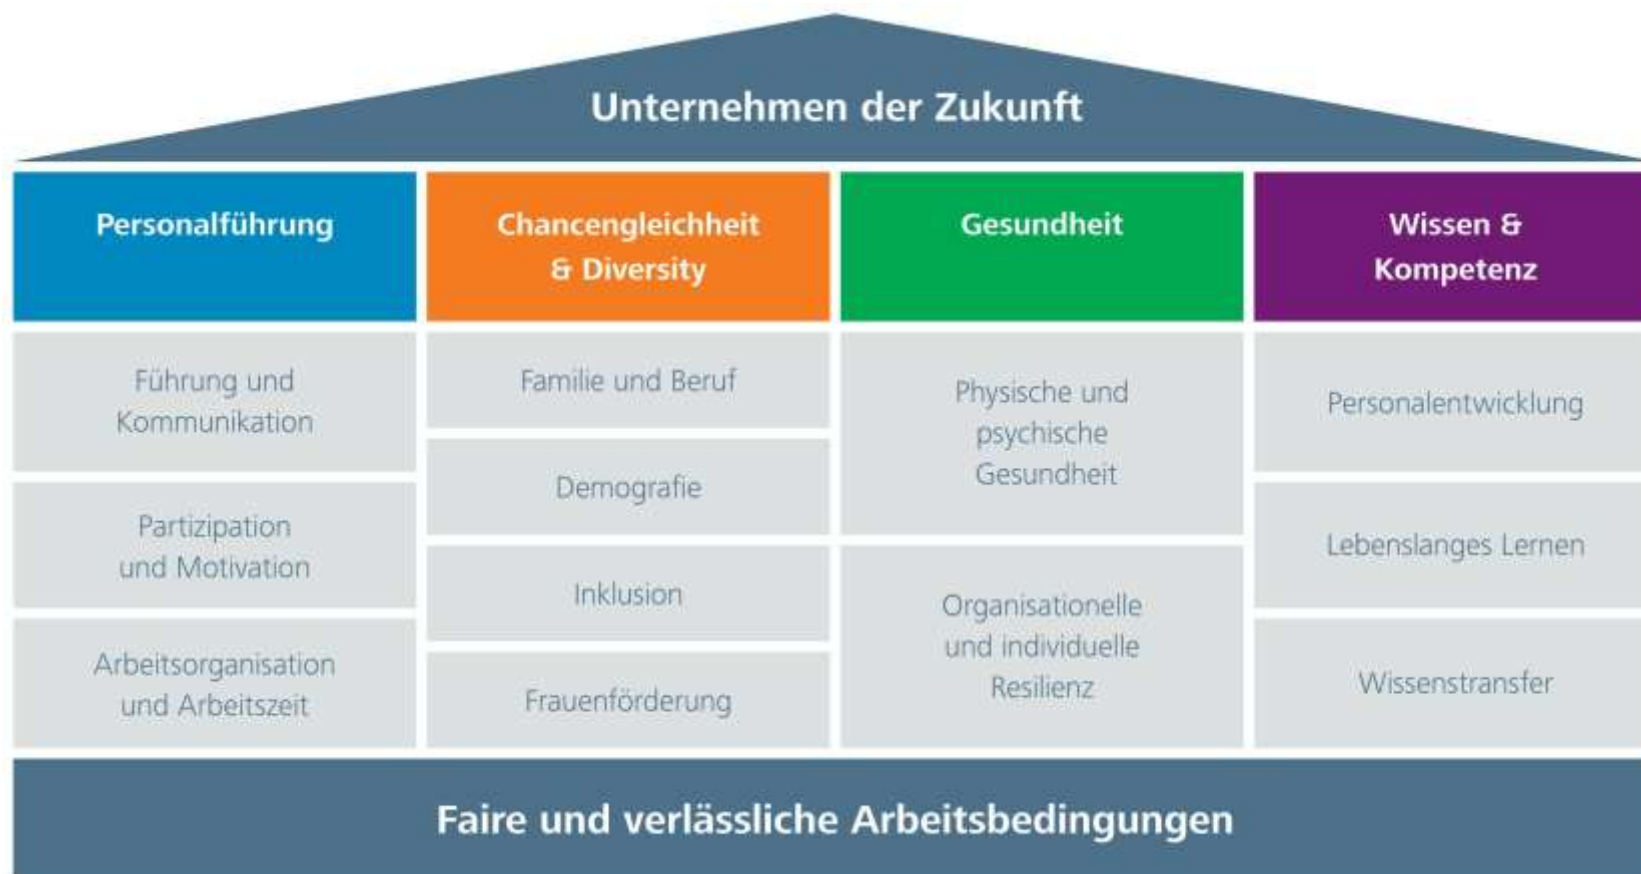 Unternehmen der Zukunft
Personalführung
Chancengleichheit
& Diversity
Gesundheit
Wissen &
Kompetenz
Führung und
Kommunikation
Partizipation
und Motivation
Arbeitsorganisation
und Arbeitszeit
Familie und Beruf
Demografie
Inklusion
Frauenförderung
Physische und
psychische
Gesundheit
Organisationelle
und individuelle
Resilienz
Personalentwicklung
Lebenslanges Lernen
Wissenstransfer
Faire und verlässliche Arbeitsbedingungen